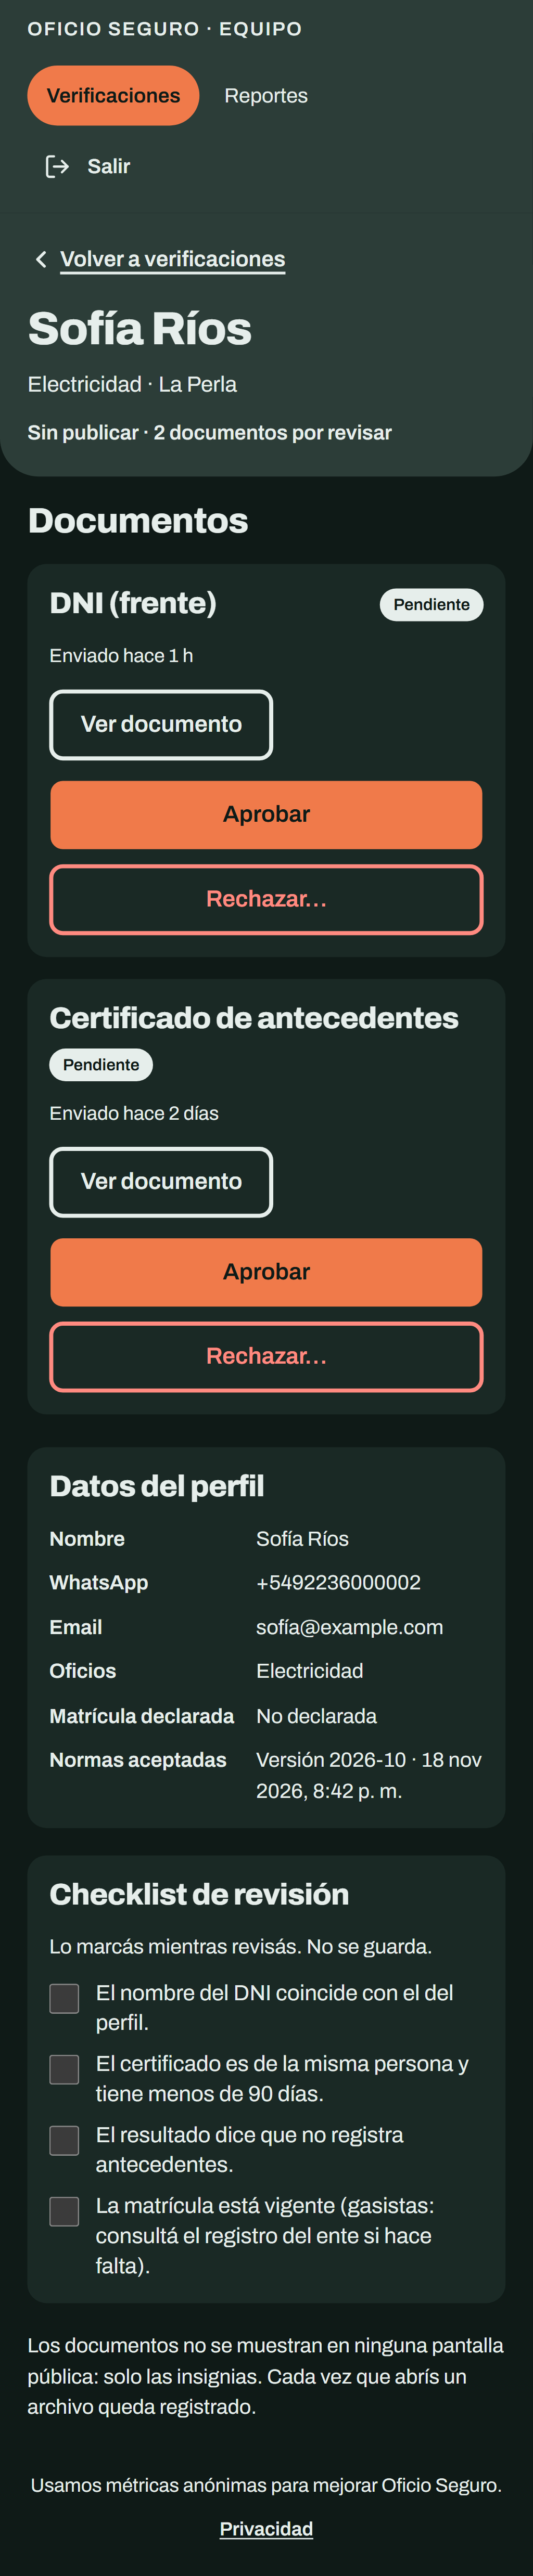 OFICIO SEGURO · EQUIPO
Verificaciones
Reportes
Salir
Volver a verificaciones
Sofía Ríos
Electricidad · La Perla
Sin publicar · 2 documentos por revisar
Documentos
DNI (frente)
Pendiente
Enviado hace 1 h
Ver documento
Aprobar
Rechazar...
Certificado de antecedentes
Pendiente
Enviado hace 2 días
Ver documento
Aprobar
Rechazar...
Datos del perfil
Nombre Sofía Ríos
WhatsApp +5492236000002
Email sofía@example.com
Oficios Electricidad
Matrícula declarada No declarada
Normas aceptadas Versión 2026-10 · 18 nov
2026, 8:42 p. m.
Checklist de revisión
Lo marcás mientras revisás. No se guarda.
El nombre del DNI coincide con el del
perfil.
El certificado es de la misma persona y
tiene menos de 90 días.
El resultado dice que no registra
antecedentes.
La matrícula está vigente (gasistas:
consultá el registro del ente si hace
falta).
Los documentos no se muestran en ninguna pantalla
pública: solo las insignias. Cada vez que abrís un
archivo queda registrado.
Usamos métricas anónimas para mejorar Oficio Seguro.
Privacidad